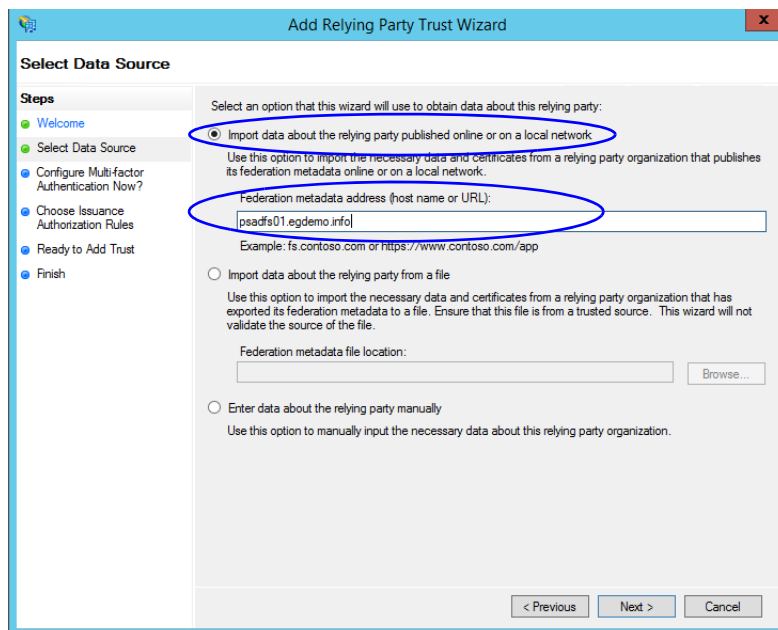 Add Relying Party Trust Wizard
x
Select Data Source
Steps
Welcome
Select Data Source
Configure Multi-factor
Authentication Now?
Choose Issuance
Authorization Rules
Ready to Add Trust
Finish
Select an option that this wizard will use to obtain data about this relying party:
Import data about the relying party published online or on a local network
Use this option to import the necessary data and certificates from a relying party organization that publishes
its federation metadata online or on a local network.
Federation metadata address (host name or URL):
psadfs01.egdemo.info
Example: fs.contoso.com or https://www.contoso.com/app
Import data about the relying party from a file
Use this option to import the necessary data and certificates from a relying party organization that has
exported its federation metadata to a file. Ensure that this file is from a trusted source. This wizard will not
validate the source of the file.
Federation metadata file location:
Browse...
Enter data about the relying party manually
Use this option to manually input the necessary data about this relying party organization.
< Previous
Next >
Cancel